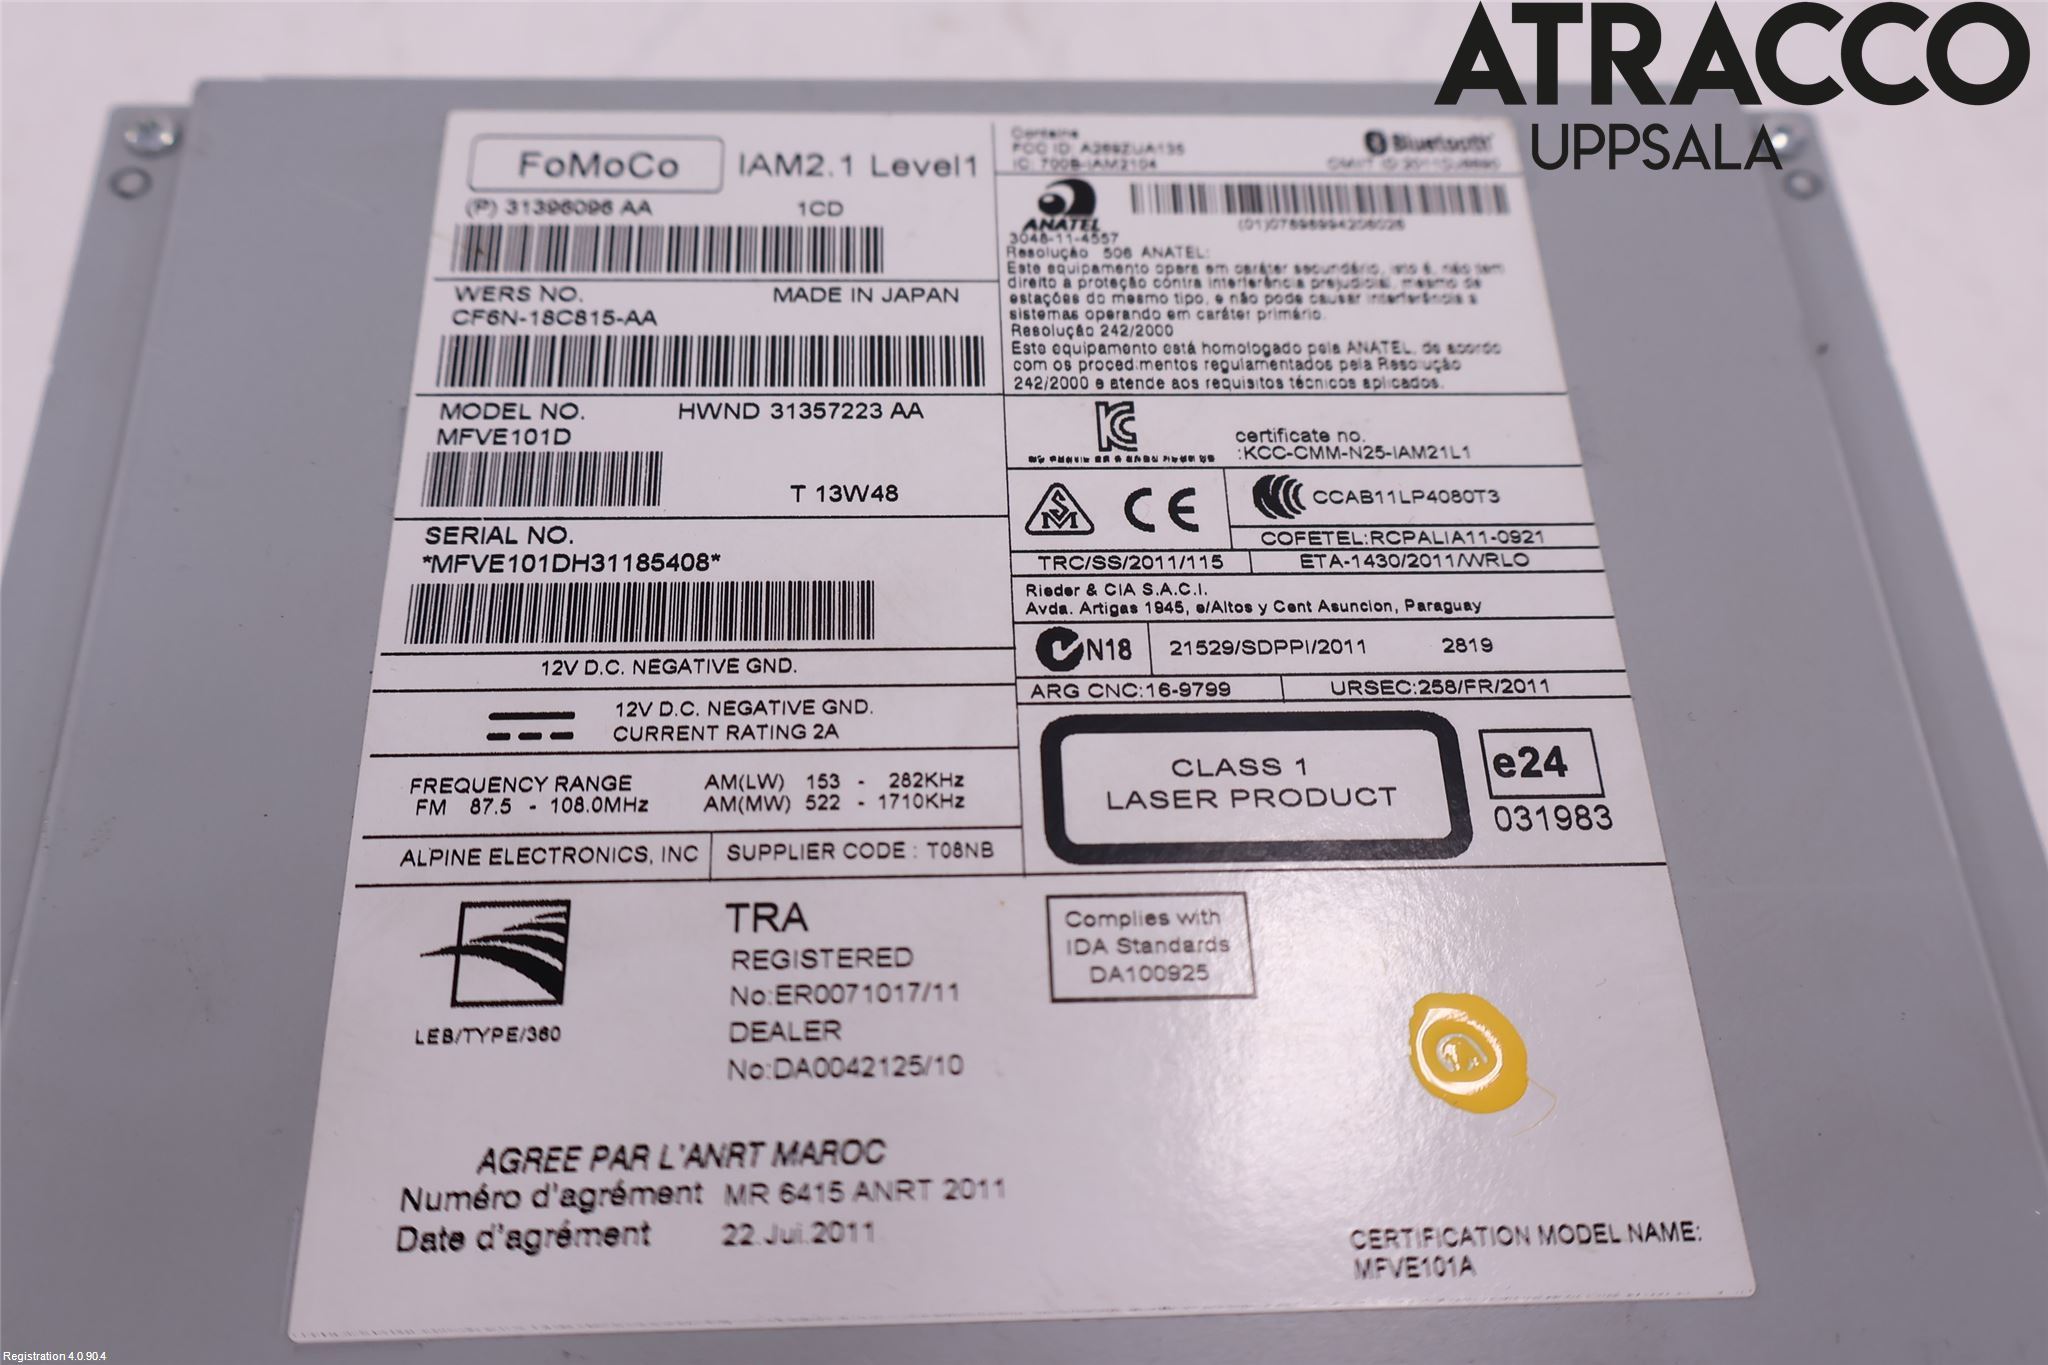 ATRACCO
UPPSALA
FoMoCo IAM2.1 Level1
(P) 31396096 AA 1CD
WERS NO. MADE IN JAPAN
CF6N-18C815-AA
MODEL NO. HWND 31357223 AA
MFVE101D
T 13W48
SERIAL NO.
*MFVE101DH31185408*
12V D.C. NEGATIVE GND.
12V D.C. NEGATIVE GND.
CURRENT RATING 2A
FREQUENCY RANGE AM(LW) 153 - 282KHz
FM 87.5 - 108.0MHz AM(MW) 522 - 1710KHz
ALPINE ELECTRONICS, INC SUPPLIER CODE : T08NB
Contains
FCC ID: A269ZUA135
IC: 700B-IAM2104
Bluetooth
ANATEL
(01)07898994206026
3048-11-4557
Resolução 506 ANATEL:
Este equipamento opera em caráter secundário, isto é, não tem
direito a proteção contra interferência prejudicial, mesmo de
estações do mesmo tipo, e não pode causar interferência a
sistemas operando em caráter primário.
Resolução 242/2000
Este equipamento está homologado pela ANATEL, de acordo
com os procedimentos regulamentados pela Resolução
242/2000 e atende aos requisitos técnicos aplicados.
certificate no.
:KCC-CMM-N25-IAM21L1
CE CCAB11LP4080T3
COFETEL:RCPALIA11-0921
TRC/SS/2011/115 ETA-1430/2011/WRLO
Rieder & CIA S.A.C.I.
Avda. Artigas 1945, e/Altos y Cent Asuncion, Paraguay
N18 21529/SDPPI/2011 2819
ARG CNC:16-9799 URSEC:258/FR/2011
CLASS 1
LASER PRODUCT
e24
031983
LEB/TYPE/360
TRA
REGISTERED
No:ER0071017/11
DEALER
No:DA0042125/10
Complies with
IDA Standards
DA100925
AGREE PAR L'ANRT MAROC
Numéro d'agrément MR 6415 ANRT 2011
Date d'agrément 22.Jui.2011
CERTIFICATION MODEL NAME:
MFVE101A
Registration 4.0.90.4